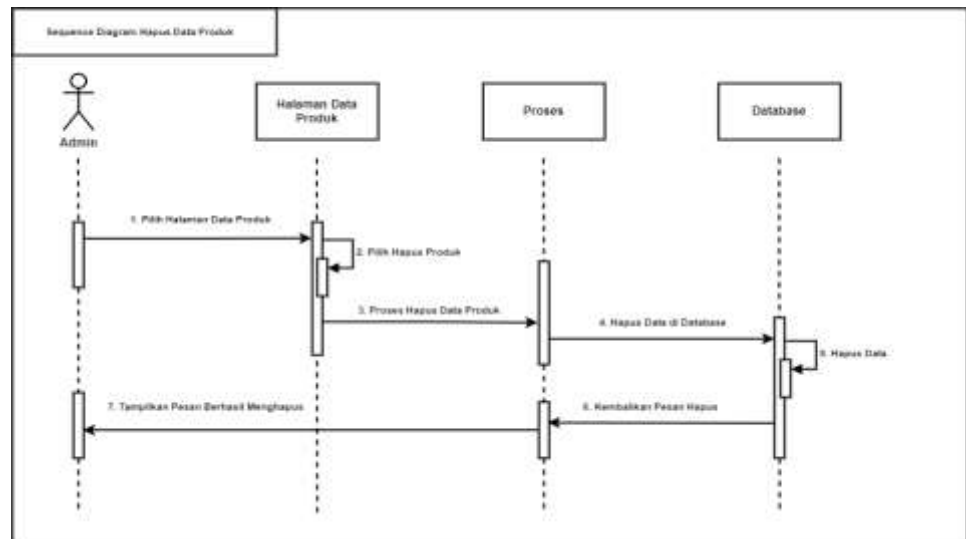 Sequence Diagram Hapus Data Produk
Admin
Halaman Data
Produk
Proses
Database
1. Pilih Halaman Data Produk
2. Pilih Hapus Produk
3. Proses Hapus Data Produk
4. Hapus Data di Database
5. Hapus Data
6. Kembalikan Pesan Hapus
7. Tampilkan Pesan Berhasil Menghapus